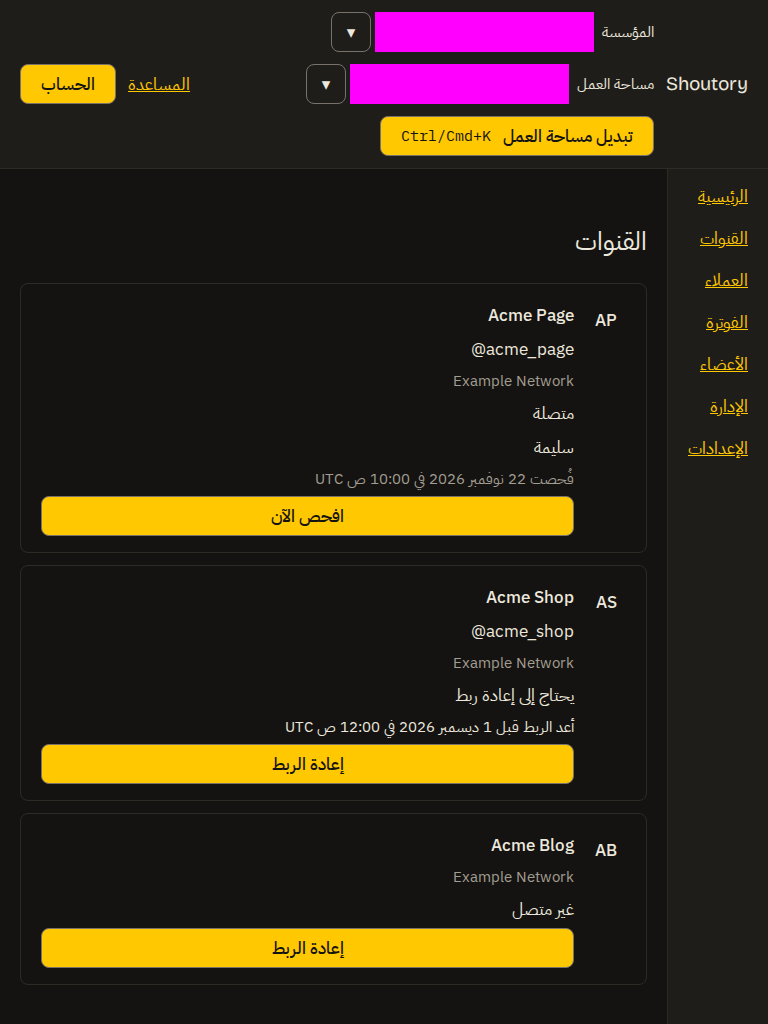 المؤسسة ▼
Shoutory
مساحة العمل ▼
المساعدة
الحساب
تبديل مساحة العمل Ctrl/Cmd+K
الرئيسية
القنوات
العملاء
الفوترة
الأعضاء
الإدارة
الإعدادات
القنوات
AP
Acme Page
@acme_page
Example Network
متصلة
سليمة
فُحصت 22 نوفمبر 2026 في 10:00 ص UTC
افحص الآن
AS
Acme Shop
@acme_shop
Example Network
يحتاج إلى إعادة ربط
أعد الربط قبل 1 ديسمبر 2026 في 12:00 ص UTC
إعادة الربط
AB
Acme Blog
Example Network
غير متصل
إعادة الربط